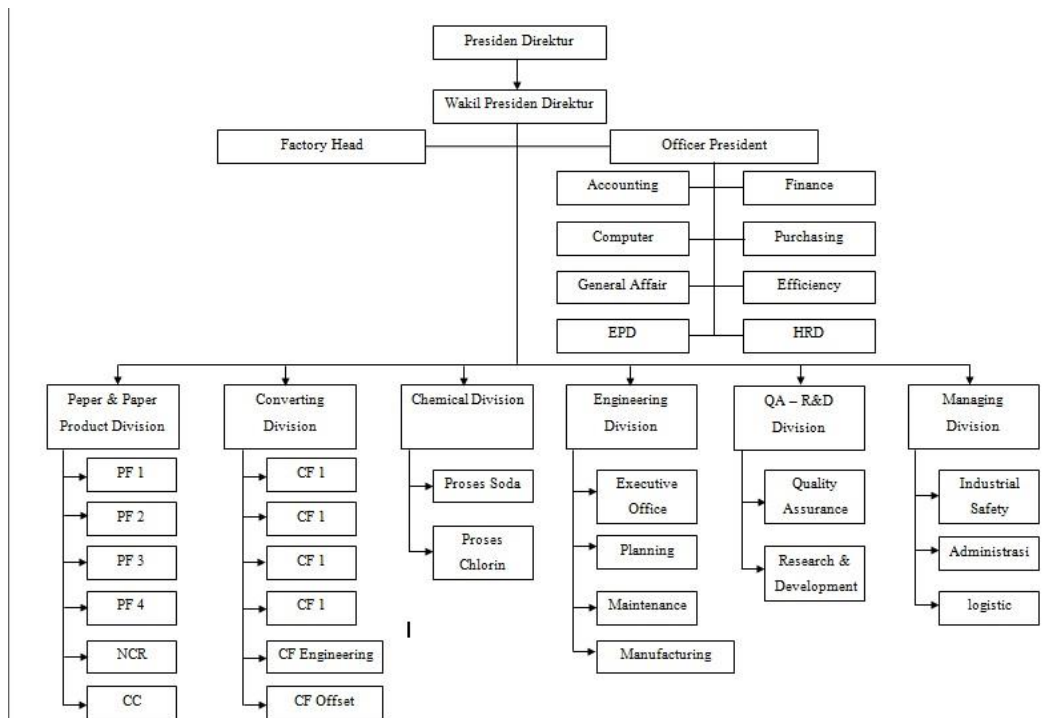 Presiden Direktur
Wakil Presiden Direktur
Factory Head
Officer President
Accounting
Finance
Computer
Purchasing
General Affair
Efficiency
EPD
HRD
Peper & Paper
Product Division
Converting
Division
Chemical Division
Engineering
Division
QA – R&D
Division
Managing
Division
PF 1
PF 2
PF 3
PF 4
NCR
CC
CF 1
CF 1
CF 1
CF 1
CF Engineering
CF Offset
Proses Soda
Proses
Chlorin
Executive
Office
Planning
Maintenance
Manufacturing
Quality
Assurance
Research &
Development
Industrial
Safety
Administrasi
logistic